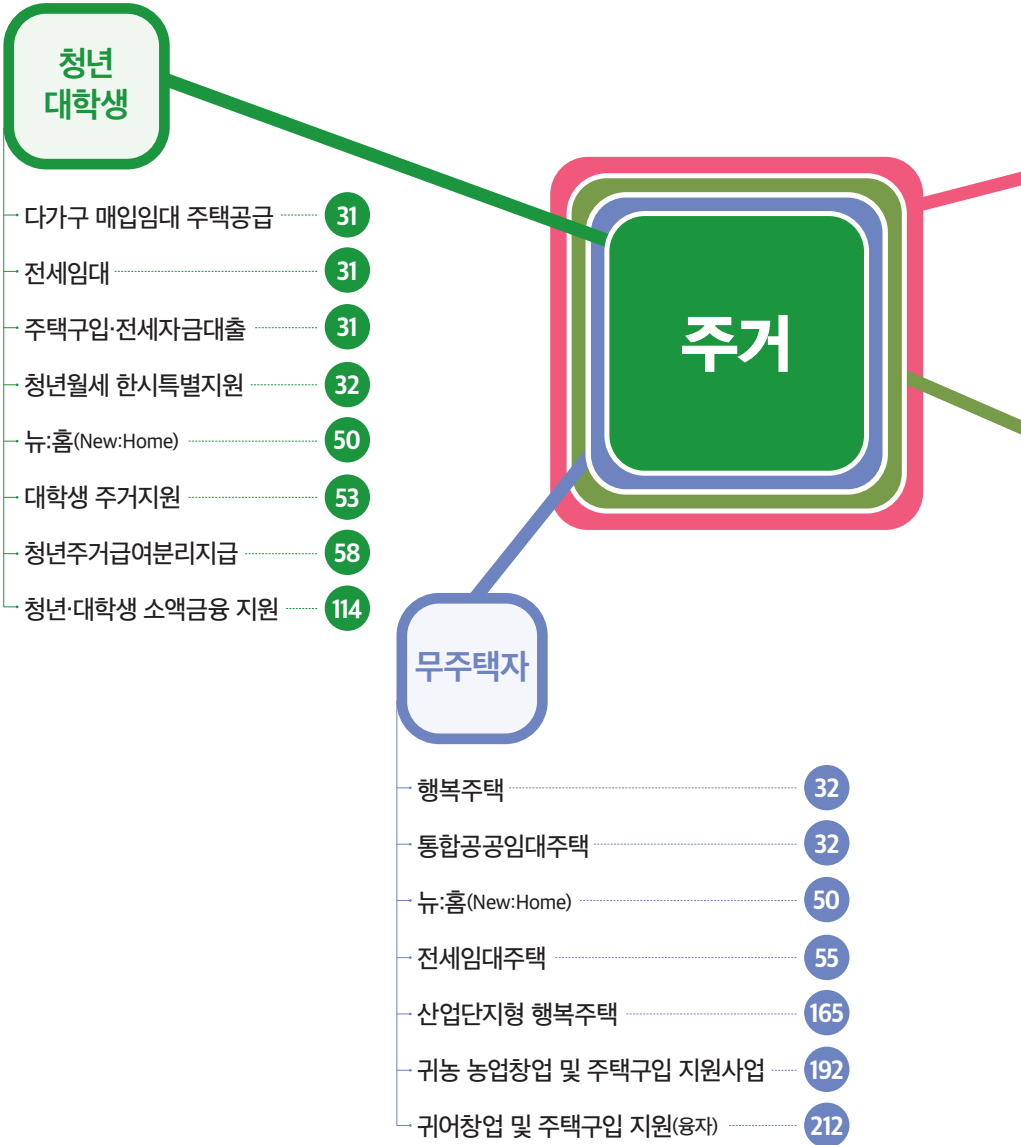 청년
대학생
다가구 매입임대 주택공급 31
전세임대 31
주택구입·전세자금대출 31
청년월세 한시특별지원 32
뉴:홈(New:Home) 50
대학생 주거지원 53
청년주거급여분리지급 58
청년·대학생 소액금융 지원 114
주거
무주택자
행복주택 32
통합공공임대주택 32
뉴:홈(New:Home) 50
전세임대주택 55
산업단지형 행복주택 165
귀농 농업창업 및 주택구입 지원사업 192
귀어창업 및 주택구입 지원(융자) 212